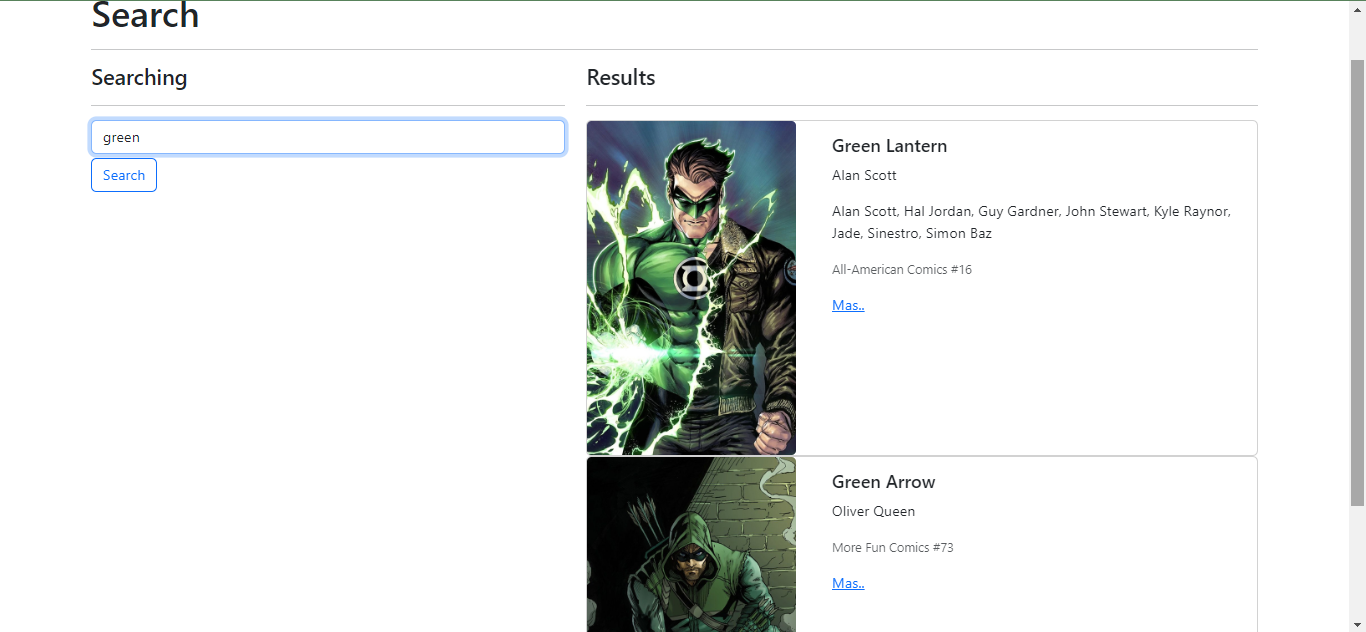 Search
Searching
green
Search
Results
Green Lantern
Alan Scott
Alan Scott, Hal Jordan, Guy Gardner, John Stewart, Kyle Raynor,
Jade, Sinestro, Simon Baz
All-American Comics #16
Mas..
Green Arrow
Oliver Queen
More Fun Comics #73
Mas..